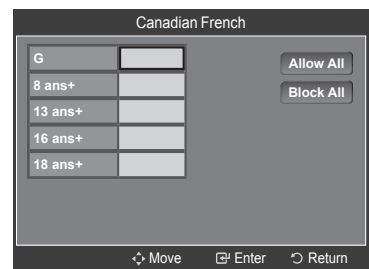 Canadian French
G
Allow All
8 ans+
Block All
13 ans+
16 ans+
18 ans+
Move Enter Return